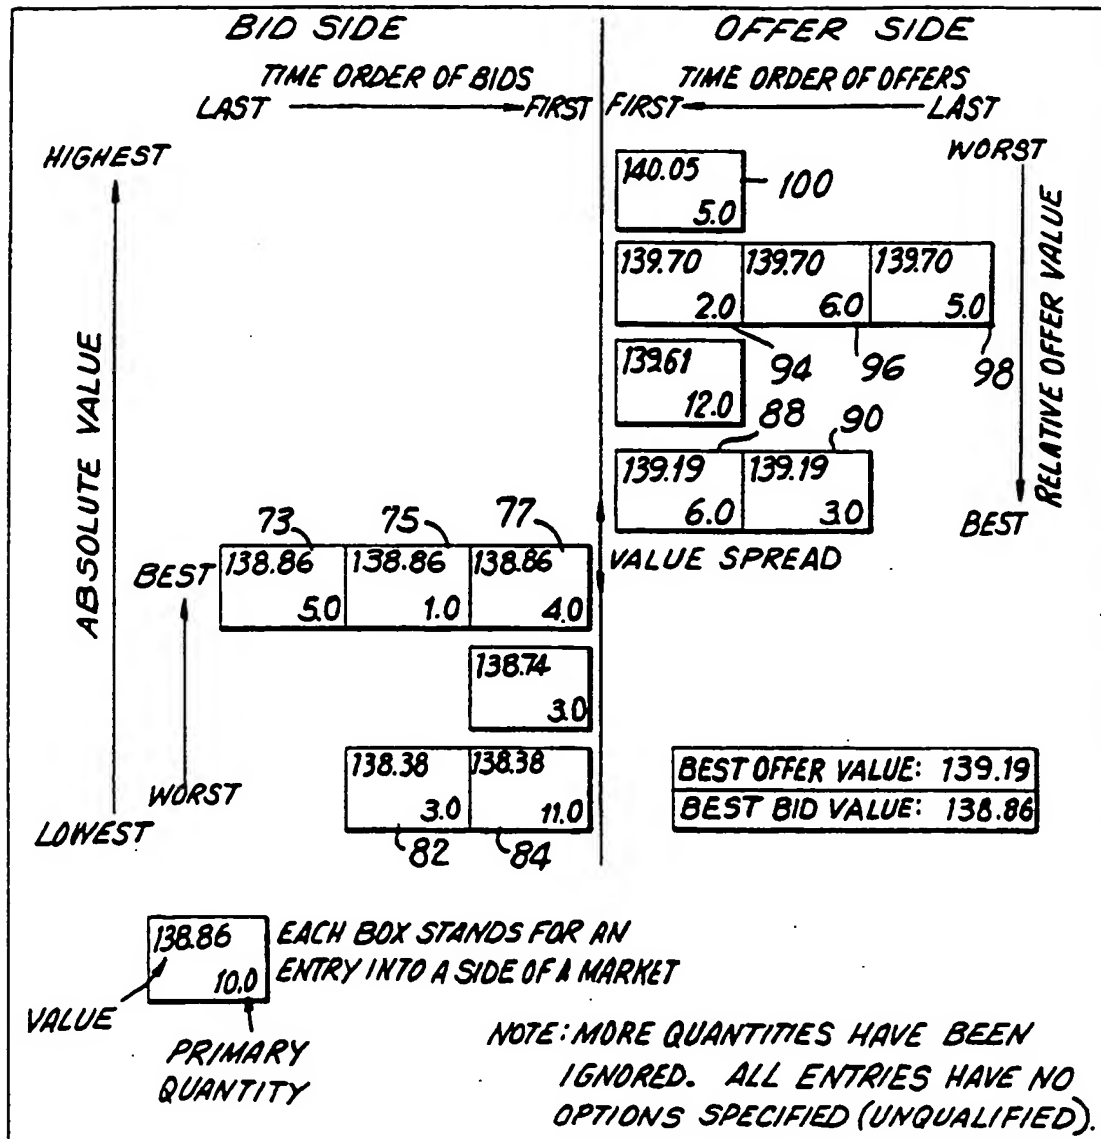 BID SIDE
OFFER SIDE
TIME ORDER OF BIDS
LAST FIRST
TIME ORDER OF OFFERS
FIRST LAST
HIGHEST
ABSOLUTE VALUE
LOWEST
WORST
RELATIVE OFFER VALUE
BEST
140.05
5.0
100
139.70 139.70 139.70
2.0 6.0 5.0
94 96 98
139.61
12.0
88 90
139.19 139.19
6.0 3.0
VALUE SPREAD
73 75 77
BEST
138.86 138.86 138.86
5.0 1.0 4.0
138.74
3.0
138.38 138.38
3.0 11.0
WORST
82 84
BEST OFFER VALUE: 139.19
BEST BID VALUE: 138.86
138.86
10.0
VALUE
PRIMARY
QUANTITY
EACH BOX STANDS FOR AN
ENTRY INTO A SIDE OF A MARKET
NOTE: MORE QUANTITIES HAVE BEEN
IGNORED. ALL ENTRIES HAVE NO
OPTIONS SPECIFIED (UNQUALIFIED).